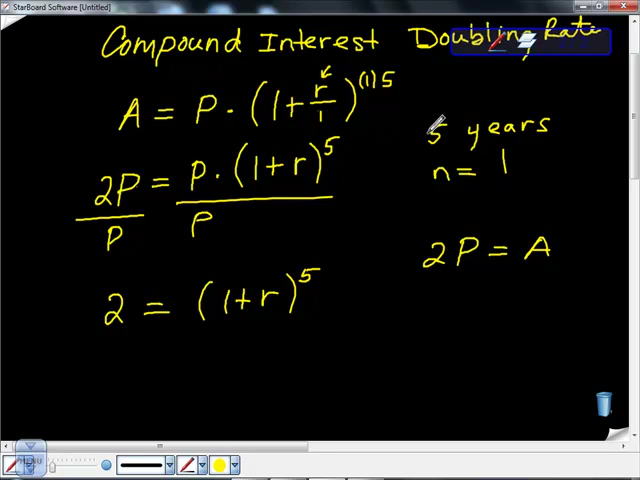 StarBoard Software [Untitled]
Compound Interest Doubling Rate
A = P · (1 + r/1)^(1)5
5 years
n = 1
2P/P = P · (1 + r)^5/P
2P = A
2 = (1 + r)^5
MENU